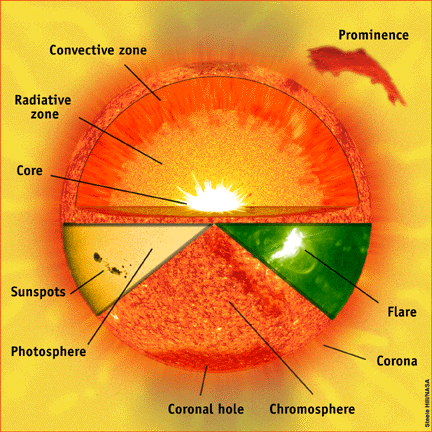 Prominence
Convective zone
Radiative
zone
Core
Sunspots
Flare
Photosphere
Corona
Coronal hole
Chromosphere
Steele Hill/NASA